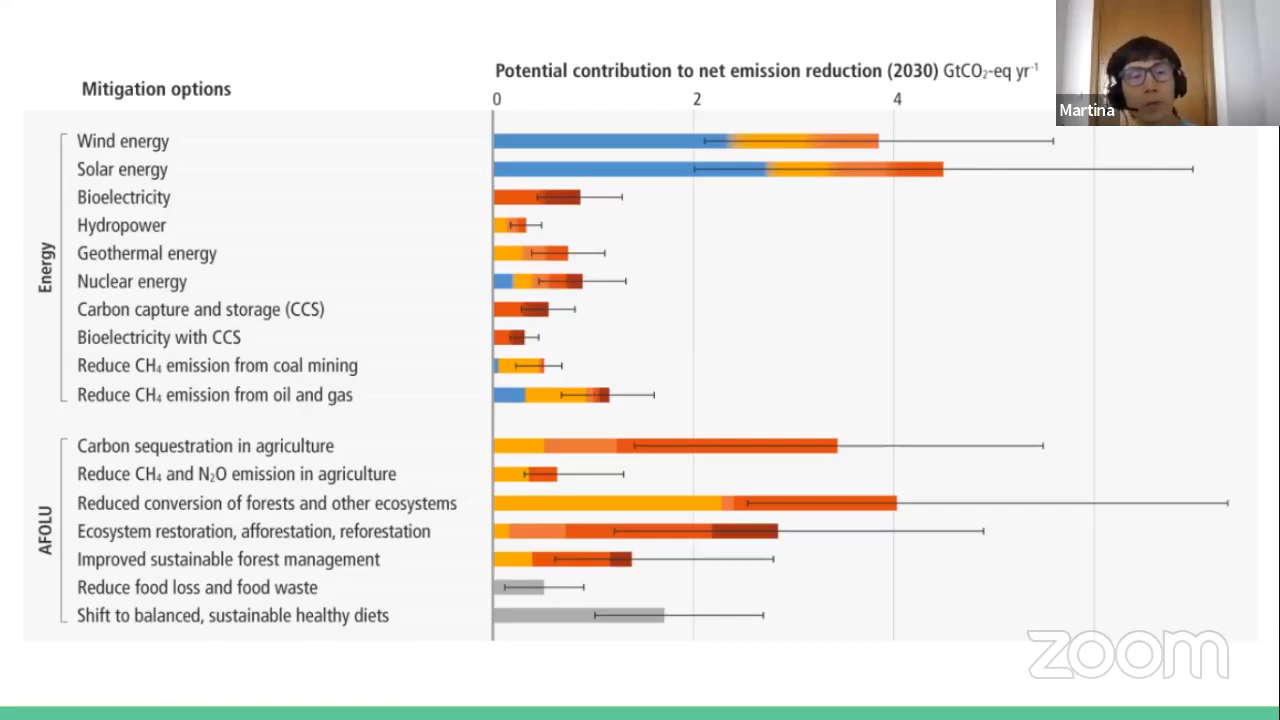 Mitigation options
Potential contribution to net emission reduction (2030) GtCO₂-eq yr⁻¹
0 2 4
Energy
Wind energy
Solar energy
Bioelectricity
Hydropower
Geothermal energy
Nuclear energy
Carbon capture and storage (CCS)
Bioelectricity with CCS
Reduce CH₄ emission from coal mining
Reduce CH₄ emission from oil and gas
AFOLU
Carbon sequestration in agriculture
Reduce CH₄ and N₂O emission in agriculture
Reduced conversion of forests and other ecosystems
Ecosystem restoration, afforestation, reforestation
Improved sustainable forest management
Reduce food loss and food waste
Shift to balanced, sustainable healthy diets
Martina
zoom